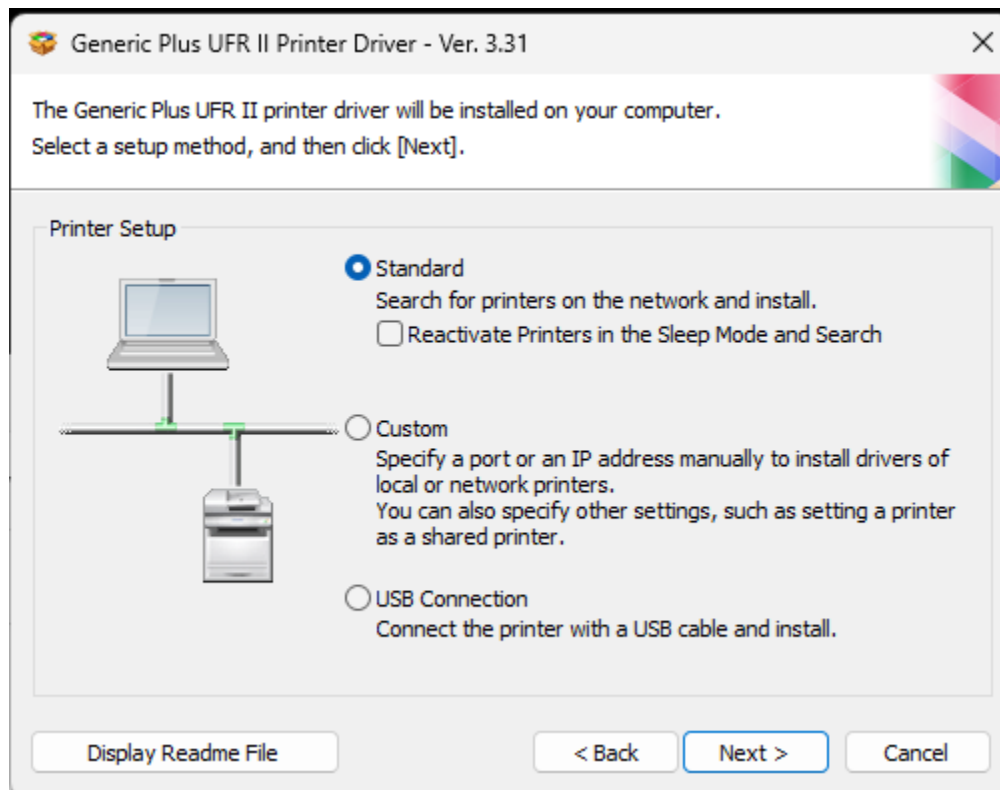 Generic Plus UFR II Printer Driver - Ver. 3.31
The Generic Plus UFR II printer driver will be installed on your computer.
Select a setup method, and then click [Next].
Printer Setup
Standard
Search for printers on the network and install.
Reactivate Printers in the Sleep Mode and Search
Custom
Specify a port or an IP address manually to install drivers of
local or network printers.
You can also specify other settings, such as setting a printer
as a shared printer.
USB Connection
Connect the printer with a USB cable and install.
Display Readme File
< Back
Next >
Cancel